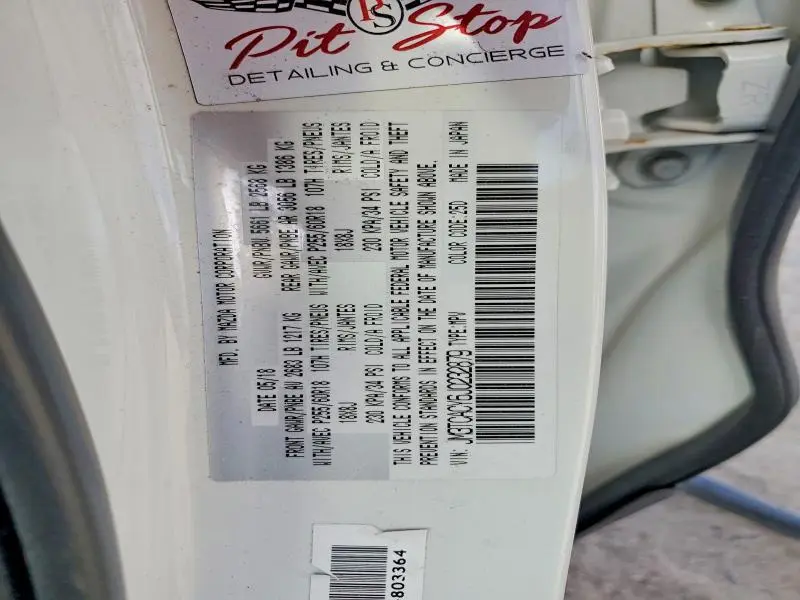 PS
Pit Stop
DETAILING & CONCIERGE
MFD. BY MAZDA MOTOR CORPORATION
DATE 05/18 GVWR/PNBV 5661 LB 2568 KG
FRONT GAWR/PNBE AV 2683 LB 1217 KG REAR GAWR/PNBE AR 3056 LB 1386 KG
WITH/AVEC P255/60R18 107H TIRES/PNEUS WITH/AVEC P255/60R18 107H TIRES/PNEUS
18X8J RIMS/JANTES 18X8J RIMS/JANTES
230 KPA/34 PSI COLD/A FROID 230 KPA/34 PSI COLD/A FROID
THIS VEHICLE CONFORMS TO ALL APPLICABLE FEDERAL MOTOR VEHICLE SAFETY AND THEFT
PREVENTION STANDARDS IN EFFECT ON THE DATE OF MANUFACTURE SHOWN ABOVE.
VIN: JM3TCACY6J0232879 TYPE:MPV COLOR CODE:25D MADE IN JAPAN
803364